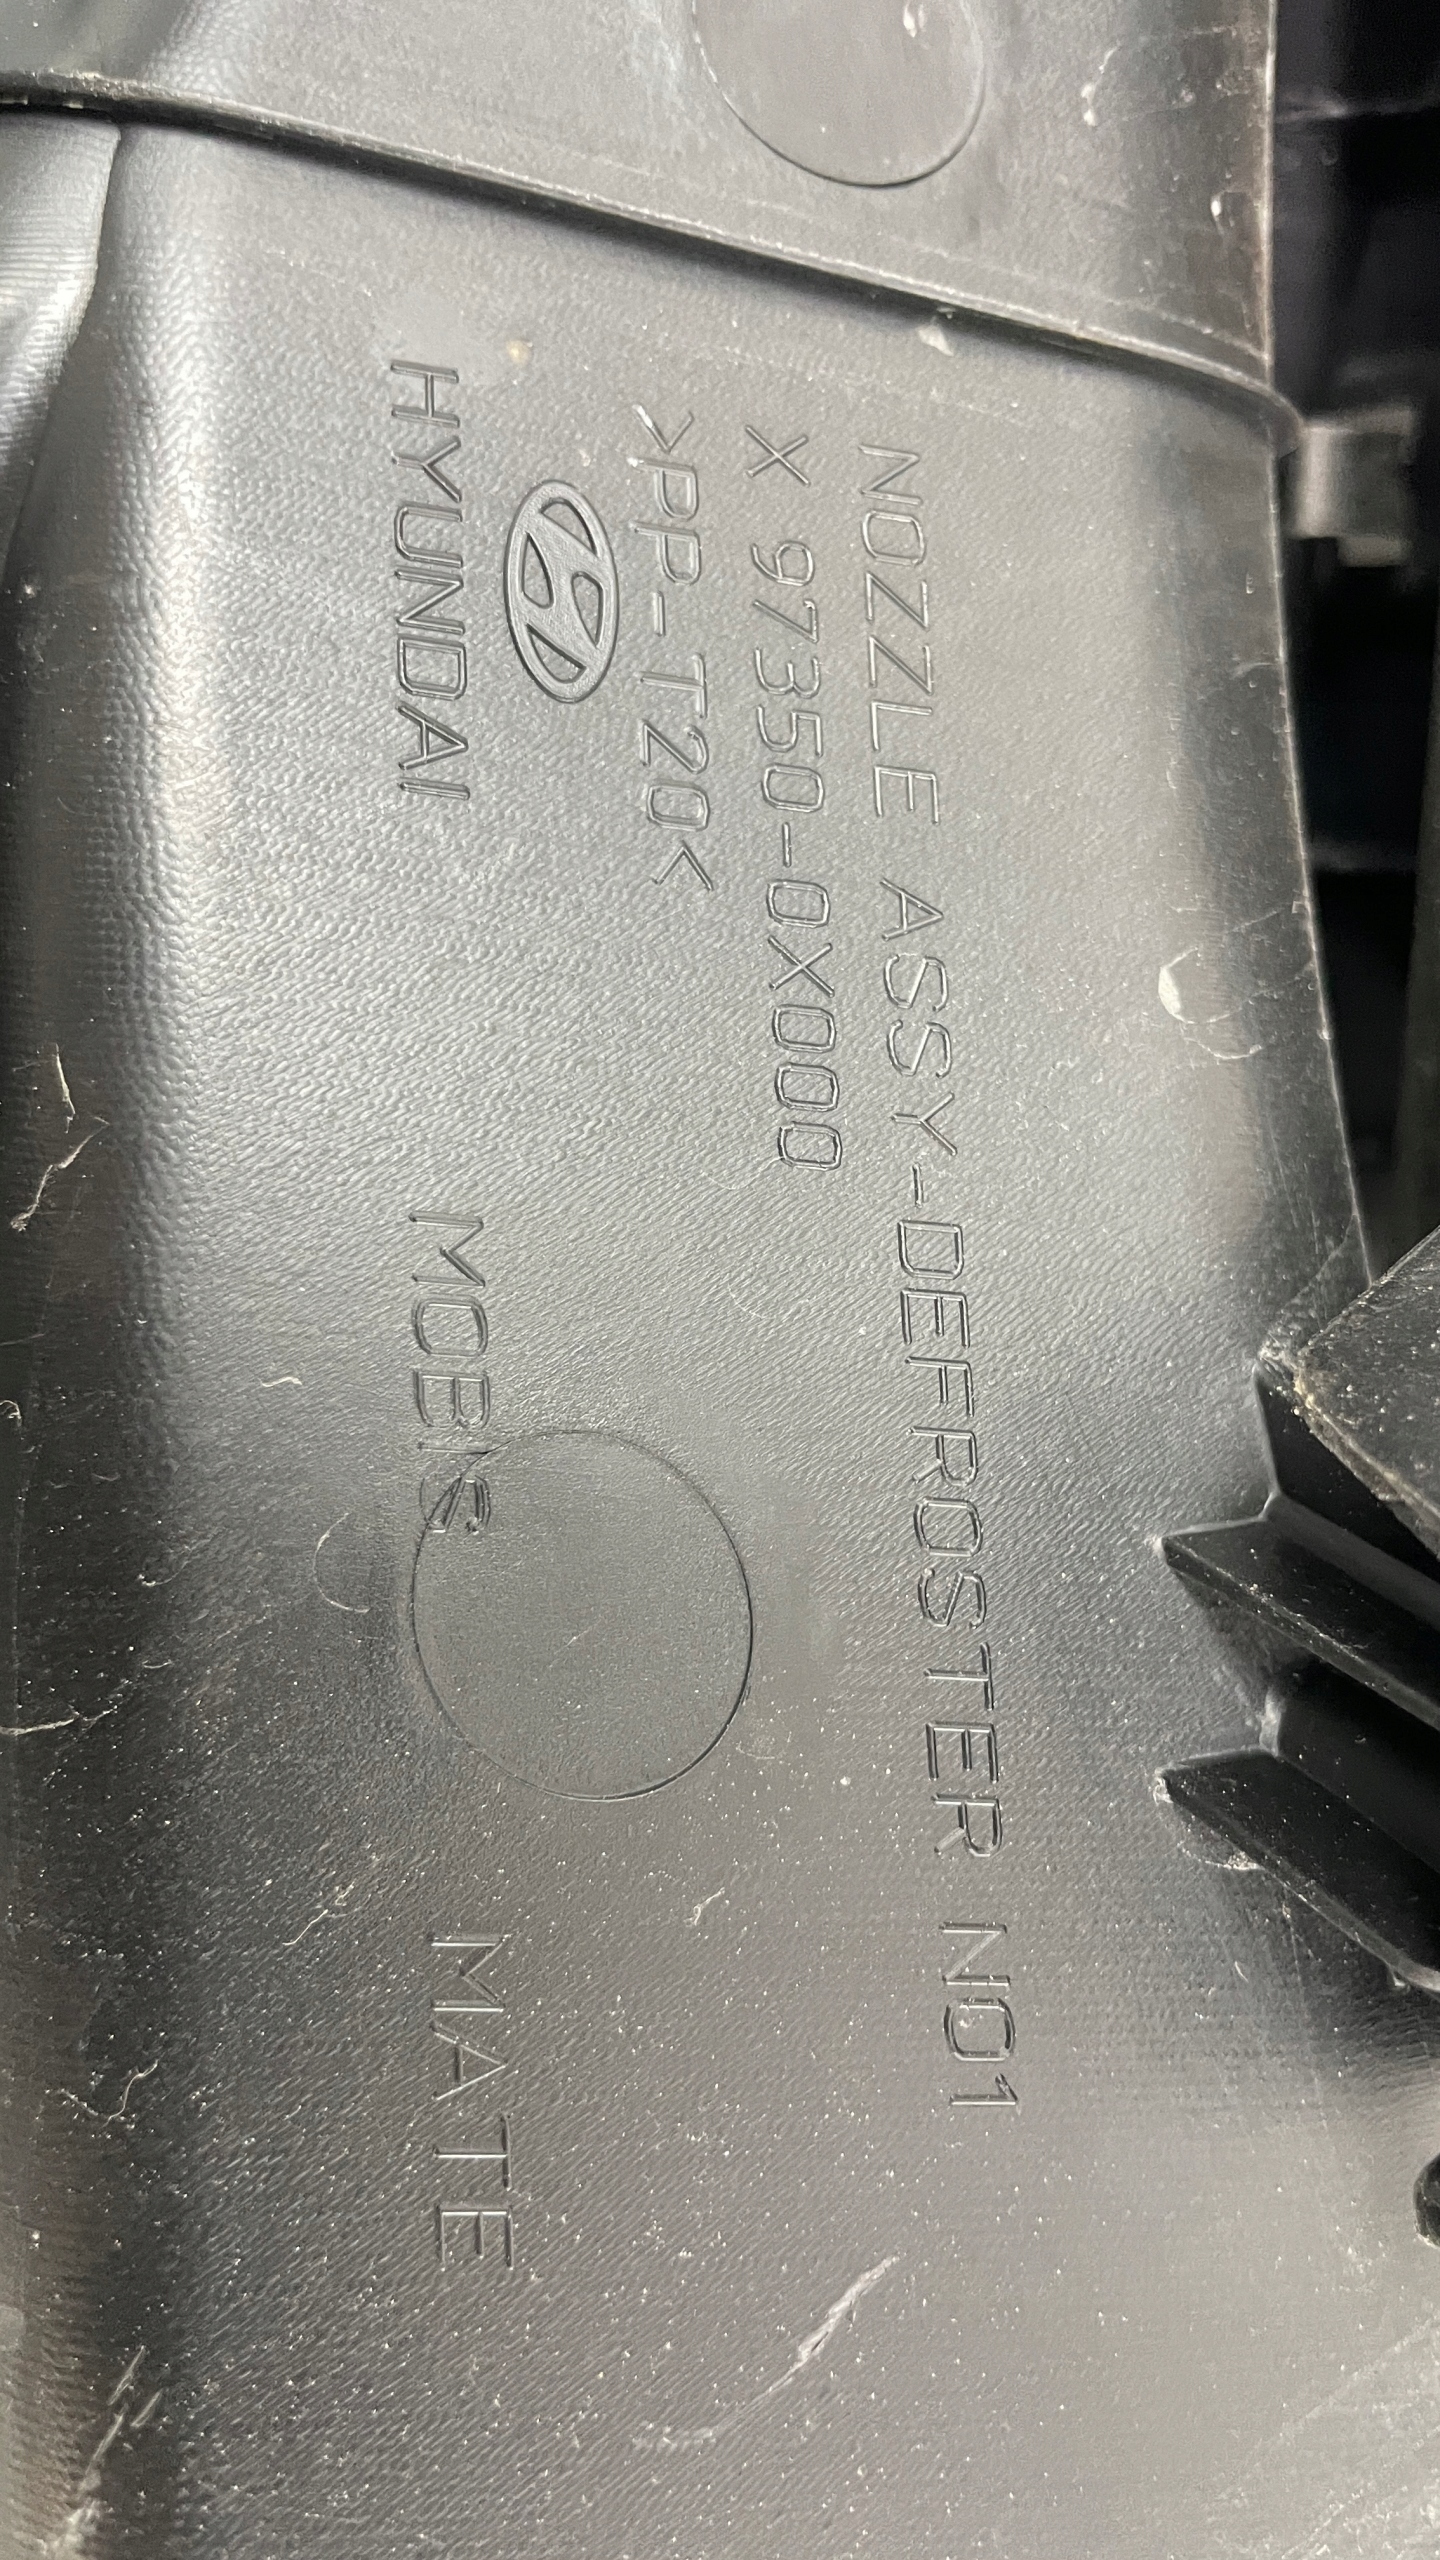 NOZZLE ASSY-DEFROSTER NO1
X 97350-0X000
>PP-T20<
HYUNDAI MOBIS MATE